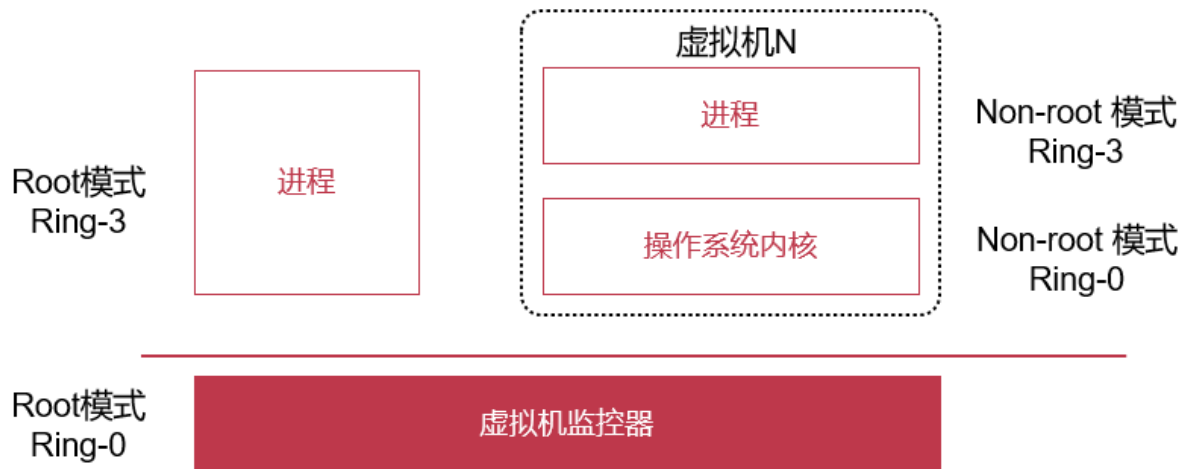 虚拟机N
进程
Non-root 模式
Ring-3
Root模式
Ring-3
进程
操作系统内核
Non-root 模式
Ring-0
Root模式
Ring-0
虚拟机监控器